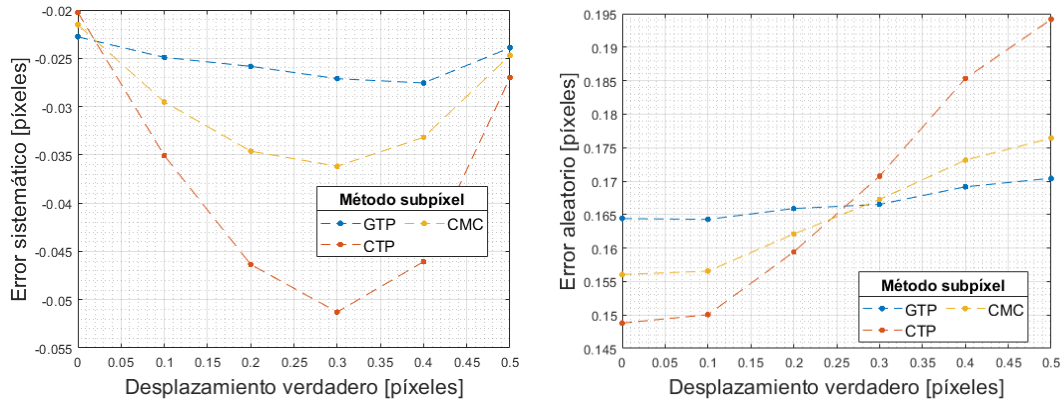 -0.02
-0.025
-0.03
-0.035
-0.04
-0.045
-0.05
-0.055
0 0.05 0.1 0.15 0.2 0.25 0.3 0.35 0.4 0.45 0.5
Error sistemático [píxeles]
Desplazamiento verdadero [píxeles]
Método subpíxel
GTP CMC
CTP
0.195
0.19
0.185
0.18
0.175
0.17
0.165
0.16
0.155
0.15
0.145
0 0.05 0.1 0.15 0.2 0.25 0.3 0.35 0.4 0.45 0.5
Error aleatorio [píxeles]
Desplazamiento verdadero [píxeles]
Método subpíxel
GTP CMC
CTP